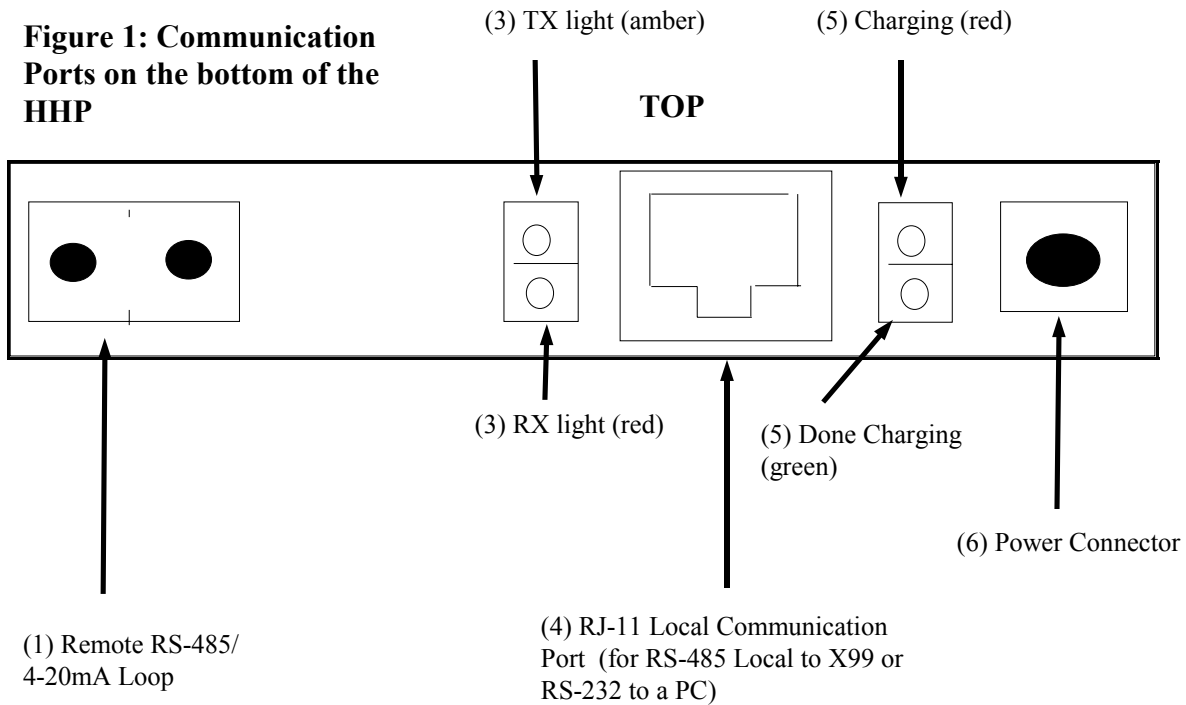 Figure 1: Communication
Ports on the bottom of the
HHP
(3) TX light (amber)
(5) Charging (red)
TOP
(3) RX light (red)
(5) Done Charging
(green)
(6) Power Connector
(1) Remote RS-485/
4-20mA Loop
(4) RJ-11 Local Communication
Port (for RS-485 Local to X99 or
RS-232 to a PC)